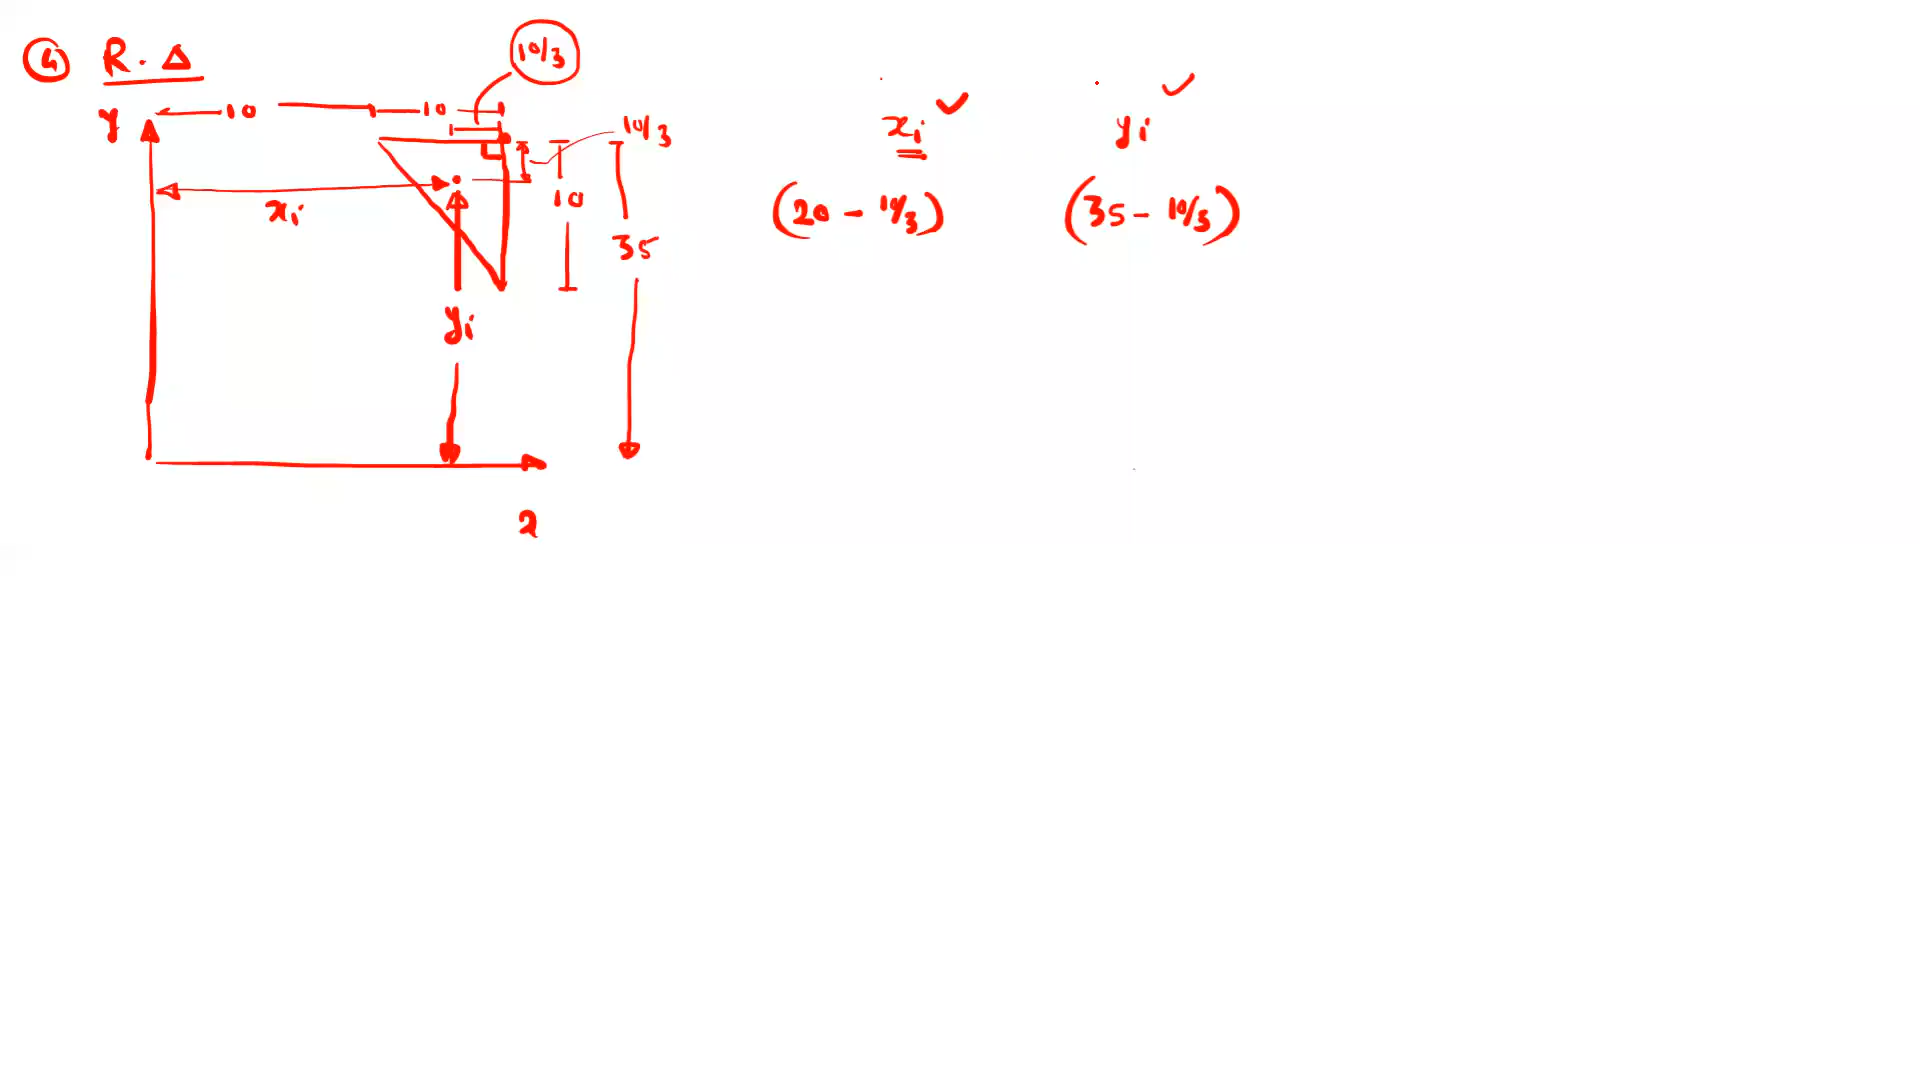 ④ R.Δ
10/3
y 10 10
10/3
xi yi
10
xi (20 - 10/3) (35 - 10/3)
35
yi
x